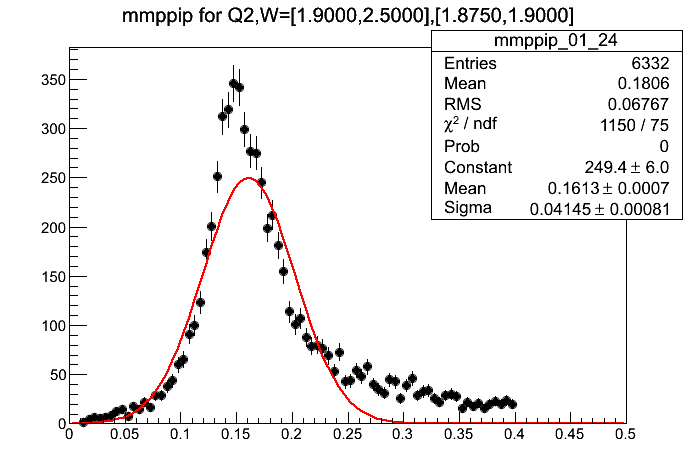 mmppip for Q2,W=[1.9000,2.5000],[1.8750,1.9000]
mmppip_01_24
Entries 6332
Mean 0.1806
RMS 0.06767
χ² / ndf 1150 / 75
Prob 0
Constant 249.4 ± 6.0
Mean 0.1613 ± 0.0007
Sigma 0.04145 ± 0.00081
350
300
250
200
150
100
50
0
0 0.05 0.1 0.15 0.2 0.25 0.3 0.35 0.4 0.45 0.5